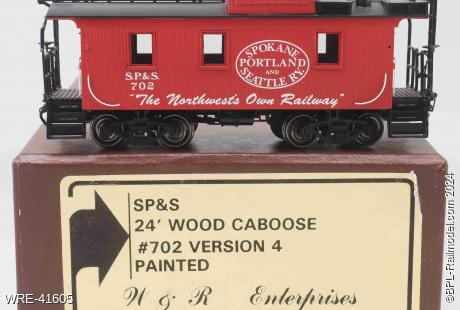 SPOKANE
PORTLAND
AND
SEATTLE RY.
S.P.&S.
702
"The Northwest's Own Railway"
SP&S
24' WOOD CABOOSE
#702 VERSION 4
PAINTED
W & R Enterprises
WRE-41605
©BPL-Railmodel.com 2024